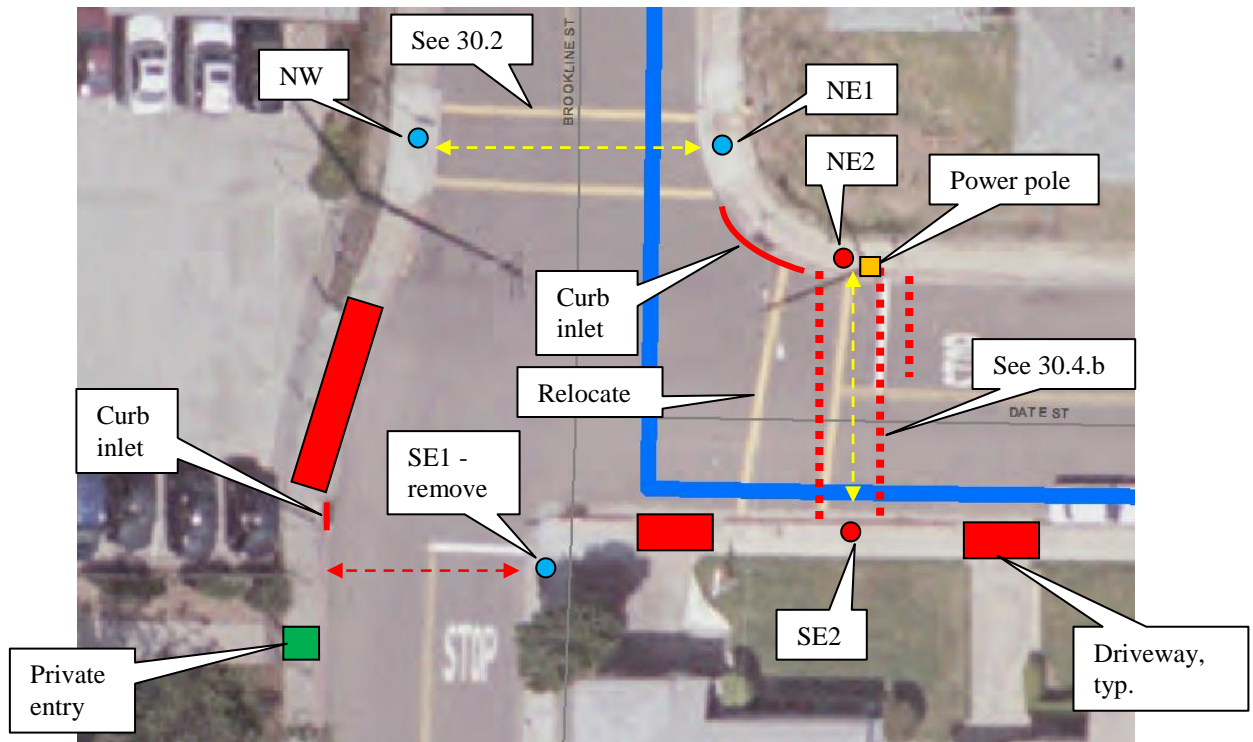 See 30.2
NW
BROOKLINE ST
NE1
NE2
Power pole
Curb
inlet
See 30.4.b
Relocate
STOP
DATE ST
Curb
inlet
SE1 -
remove
STOP
SE2
Private
entry
Driveway,
typ.